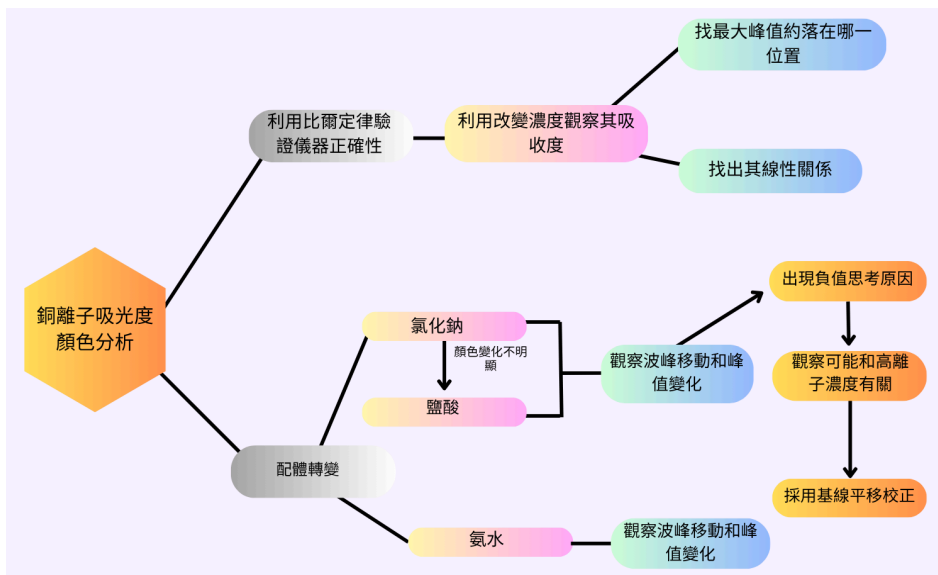 找最大峰值約落在哪一
位置
利用比爾定律驗
證儀器正確性
利用改變濃度觀察其吸
收度
找出其線性關係
銅離子吸光度
顏色分析
氯化鈉
顏色變化不明
顯
鹽酸
觀察波峰移動和峰
值變化
出現負值思考原因
觀察可能和高離
子濃度有關
採用基線平移校正
配體轉變
氨水
觀察波峰移動和峰
值變化